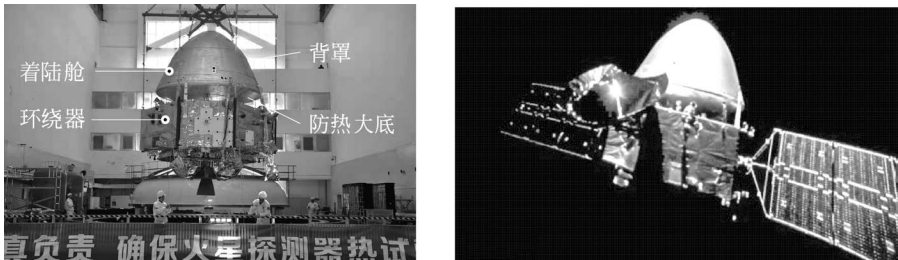 背罩
着陆舱
环绕器
防热大底
真负责 确保火星探测器热试